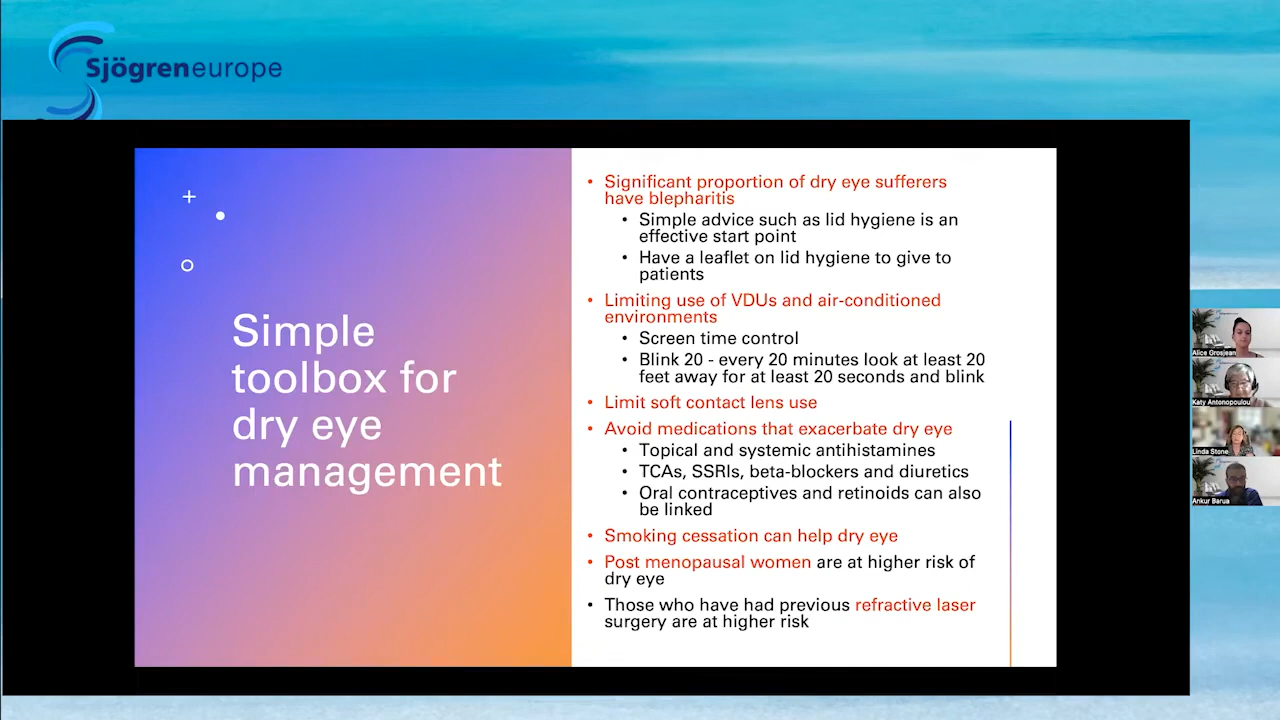 Sjögreneurope
Simple
toolbox for
dry eye
management
• Significant proportion of dry eye sufferers
have blepharitis
• Simple advice such as lid hygiene is an
effective start point
• Have a leaflet on lid hygiene to give to
patients
• Limiting use of VDUs and air-conditioned
environments
• Screen time control
• Blink 20 - every 20 minutes look at least 20
feet away for at least 20 seconds and blink
• Limit soft contact lens use
• Avoid medications that exacerbate dry eye
• Topical and systemic antihistamines
• TCAs, SSRIs, beta-blockers and diuretics
• Oral contraceptives and retinoids can also
be linked
• Smoking cessation can help dry eye
• Post menopausal women are at higher risk of
dry eye
• Those who have had previous refractive laser
surgery are at higher risk
Alice Grosjean
Katy Antonopoulou
Linda Stone
Ankur Barua